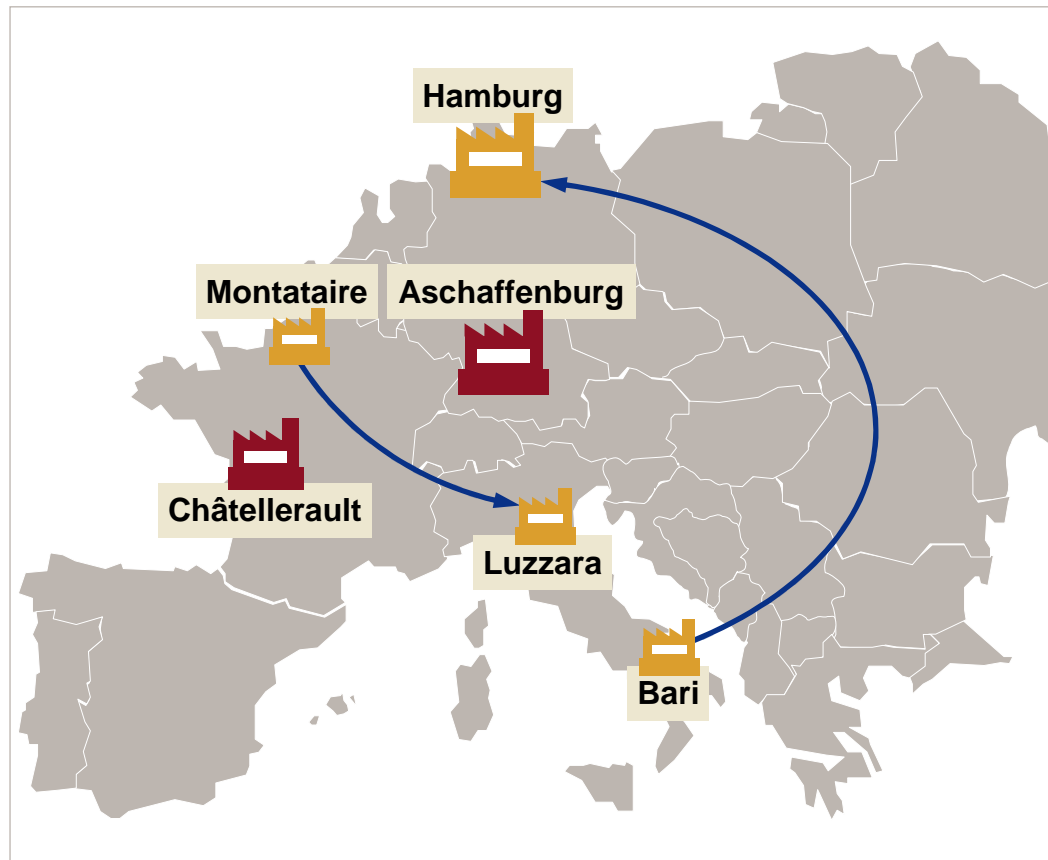 Hamburg
Montataire
Aschaffenburg
Châtellerault
Luzzara
Bari